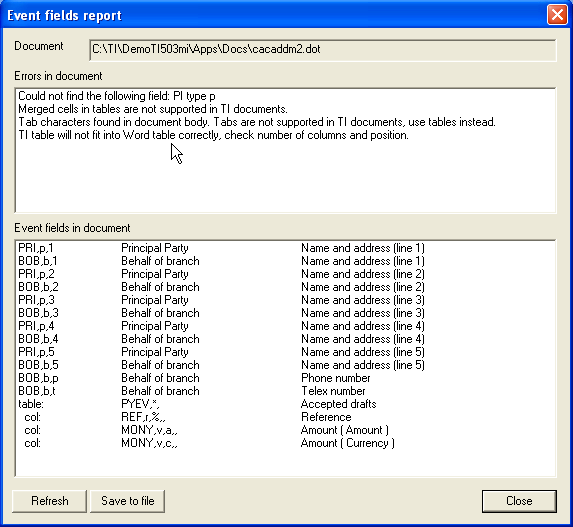 Event fields report
Document C:\TI\DemoTI503mi\Apps\Docs\cacaddm2.dot
Errors in document
Could not find the following field: PI type p
Merged cells in tables are not supported in TI documents.
Tab characters found in document body. Tabs are not supported in TI documents, use tables instead.
TI table will not fit into Word table correctly, check number of columns and position.
Event fields in document
PRI,p,1 Principal Party Name and address (line 1)
BOB,b,1 Behalf of branch Name and address (line 1)
PRI,p,2 Principal Party Name and address (line 2)
BOB,b,2 Behalf of branch Name and address (line 2)
PRI,p,3 Principal Party Name and address (line 3)
BOB,b,3 Behalf of branch Name and address (line 3)
PRI,p,4 Principal Party Name and address (line 4)
BOB,b,4 Behalf of branch Name and address (line 4)
PRI,p,5 Principal Party Name and address (line 5)
BOB,b,5 Behalf of branch Name and address (line 5)
BOB,b,p Behalf of branch Phone number
BOB,b,t Behalf of branch Telex number
table: PYEV,*, Accepted drafts
col: REF,r,%,, Reference
col: MONY,v,a,, Amount ( Amount )
col: MONY,v,c,, Amount ( Currency )
Refresh Save to file Close